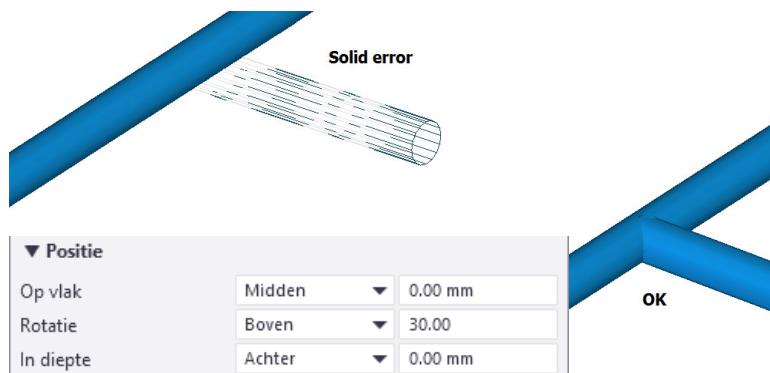 Solid error
▼ Positie
Op vlak Midden 0.00 mm
Rotatie Boven 30.00
In diepte Achter 0.00 mm
OK